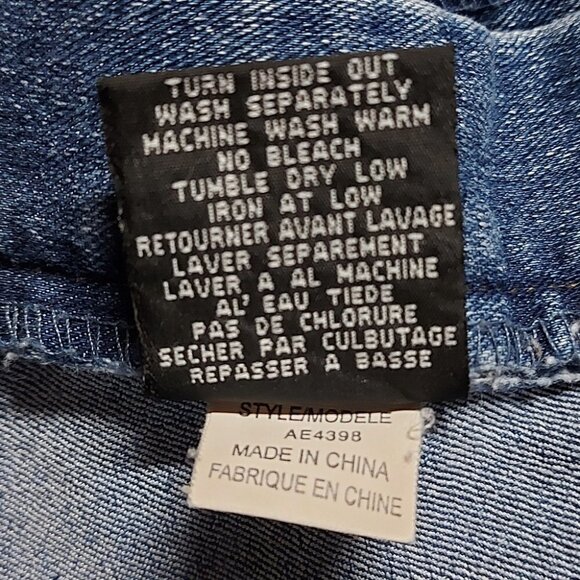 TURN INSIDE OUT
WASH SEPARATELY
MACHINE WASH WARM
NO BLEACH
TUMBLE DRY LOW
IRON AT LOW
RETOURNER AVANT LAVAGE
LAVER SEPAREMENT
LAVER A AL MACHINE
AL' EAU TIEDE
PAS DE CHLORURE
SECHER PAR CULBUTAGE
REPASSER A BASSE
STYLE/MODELE
AE4398
MADE IN CHINA
FABRIQUE EN CHINE